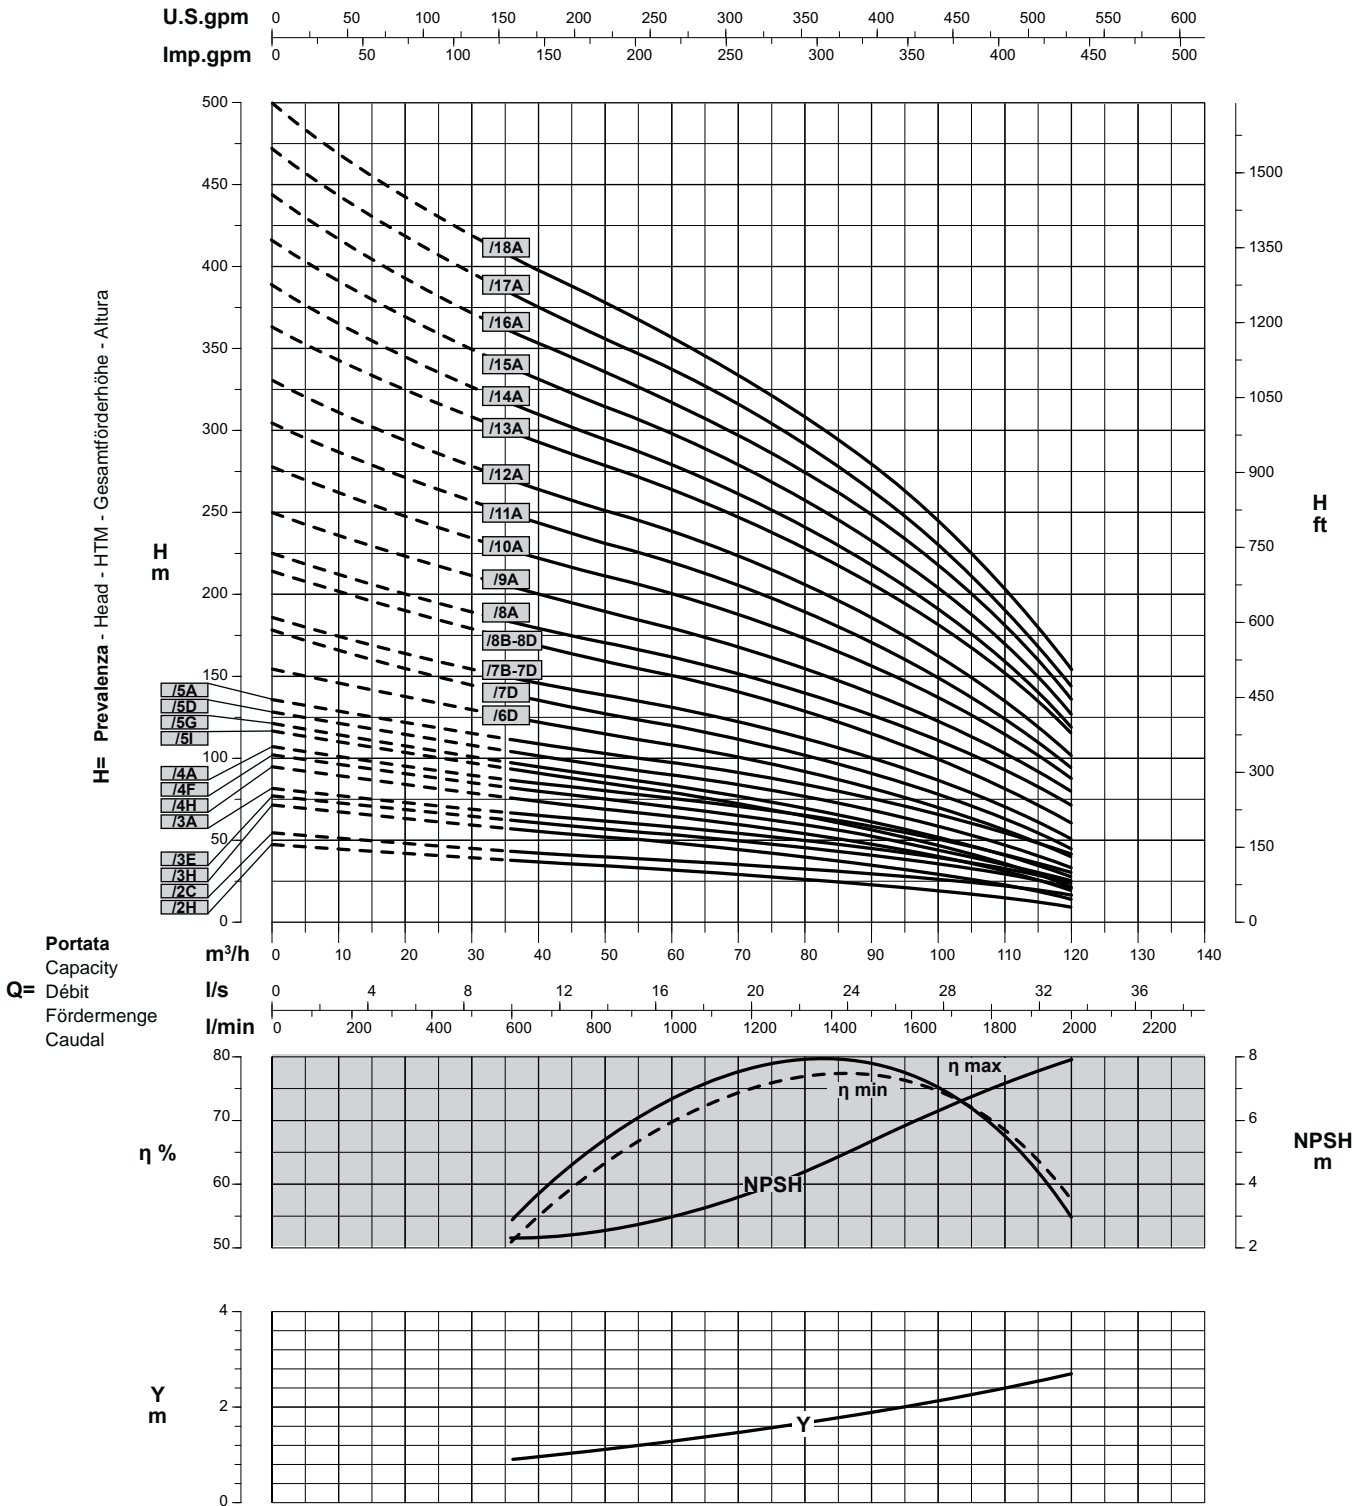 U.S.gpm 0 50 100 150 200 250 300 350 400 450 500 550 600
Imp.gpm 0 50 100 150 200 250 300 350 400 450 500
500
450
400
350
300
250
200
150
100
50
0
H= Prevalenza - Head - HTM - Gesamtförderhöhe - Altura
H
m
/18A
/17A
/16A
/15A
/14A
/13A
/12A
/11A
/10A
/9A
/8A
/8B-8D
/7B-7D
/7D
/6D
/5A
/5D
/5G
/5I
/4A
/4F
/4H
/3A
/3E
/3H
/2C
/2H
1500
1350
1200
1050
900
750
600
450
300
150
0
H
ft
Q=
Portata
Capacity
Débit
Fördermenge
Caudal
m³/h 0 10 20 30 40 50 60 70 80 90 100 110 120 130 140
l/s 0 4 8 12 16 20 24 28 32 36
l/min 0 200 400 600 800 1000 1200 1400 1600 1800 2000 2200
80
70
60
50
η %
η max
η min
NPSH
8
6
4
2
NPSH
m
4
2
0
Y
m
Y